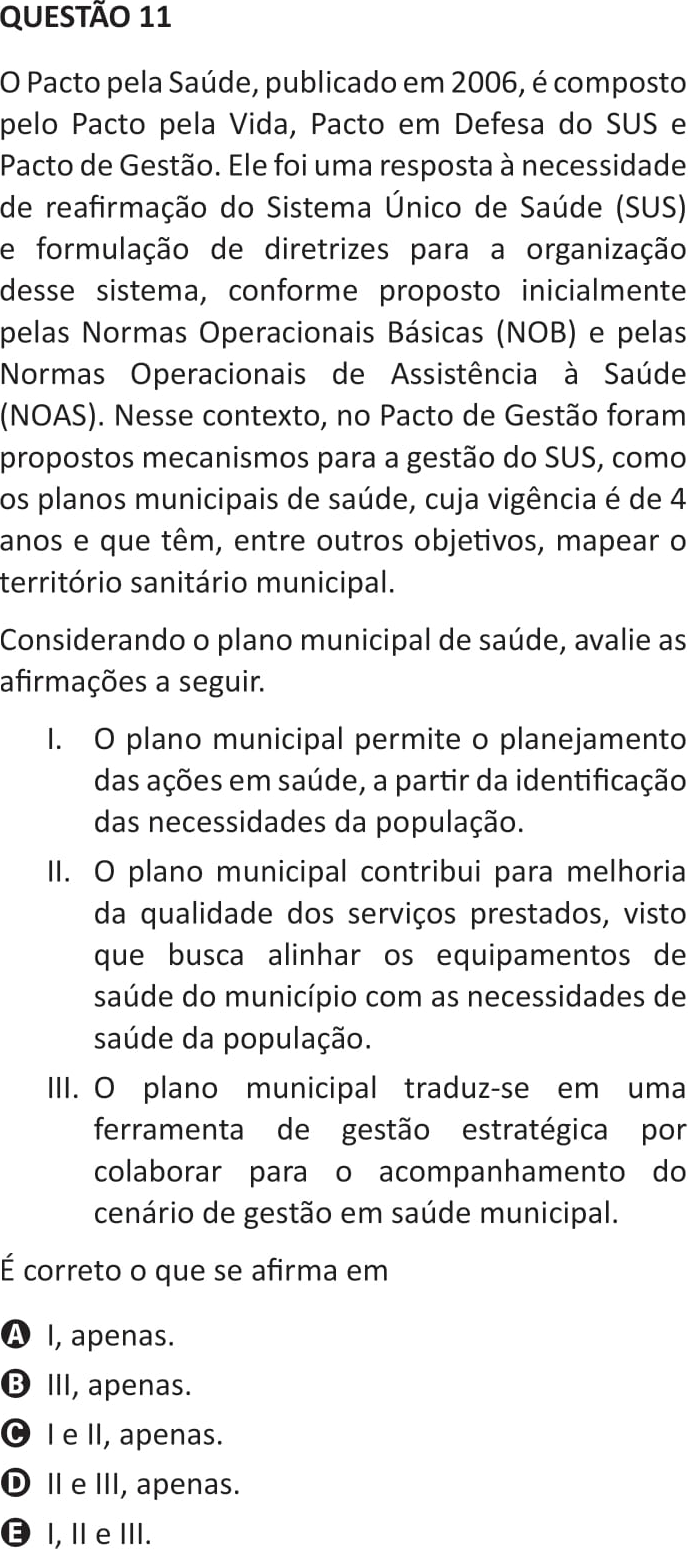 QUESTÃO 11
O Pacto pela Saúde, publicado em 2006, é composto
pelo Pacto pela Vida, Pacto em Defesa do SUS e
Pacto de Gestão. Ele foi uma resposta à necessidade
de reafirmação do Sistema Único de Saúde (SUS)
e formulação de diretrizes para a organização
desse sistema, conforme proposto inicialmente
pelas Normas Operacionais Básicas (NOB) e pelas
Normas Operacionais de Assistência à Saúde
(NOAS). Nesse contexto, no Pacto de Gestão foram
propostos mecanismos para a gestão do SUS, como
os planos municipais de saúde, cuja vigência é de 4
anos e que têm, entre outros objetivos, mapear o
território sanitário municipal.
Considerando o plano municipal de saúde, avalie as
afirmações a seguir.
I. O plano municipal permite o planejamento
das ações em saúde, a partir da identificação
das necessidades da população.
II. O plano municipal contribui para melhoria
da qualidade dos serviços prestados, visto
que busca alinhar os equipamentos de
saúde do município com as necessidades de
saúde da população.
III. O plano municipal traduz-se em uma
ferramenta de gestão estratégica por
colaborar para o acompanhamento do
cenário de gestão em saúde municipal.
É correto o que se afirma em
A I, apenas.
B III, apenas.
C I e II, apenas.
D II e III, apenas.
E I, II e III.